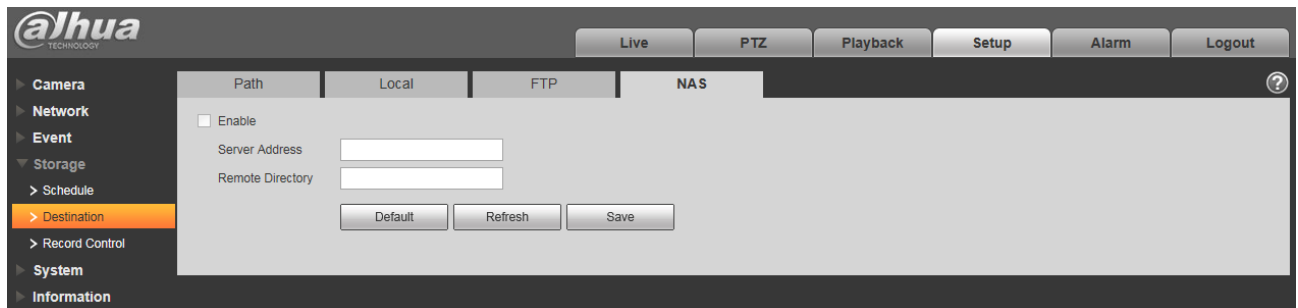 alhua
TECHNOLOGY
Live PTZ Playback Setup Alarm Logout
Camera
Network
Event
Storage
> Schedule
> Destination
> Record Control
System
Information
Path Local FTP NAS
?
Enable
Server Address
Remote Directory
Default Refresh Save